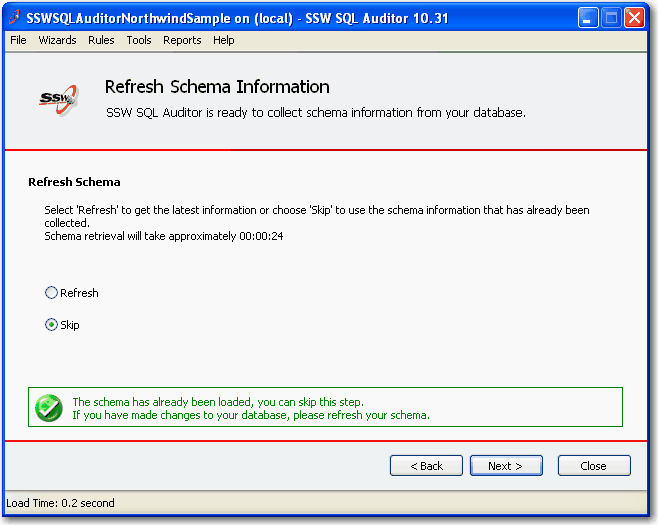 SSWSQLAuditorNorthwindSample on (local) - SSW SQL Auditor 10.31
File Wizards Rules Tools Reports Help
SSW
Refresh Schema Information
SSW SQL Auditor is ready to collect schema information from your database.
Refresh Schema
Select 'Refresh' to get the latest information or choose 'Skip' to use the schema information that has already been
collected.
Schema retrieval will take approximately 00:00:24
Refresh
Skip
The schema has already been loaded, you can skip this step.
If you have made changes to your database, please refresh your schema.
< Back Next > Close
Load Time: 0.2 second